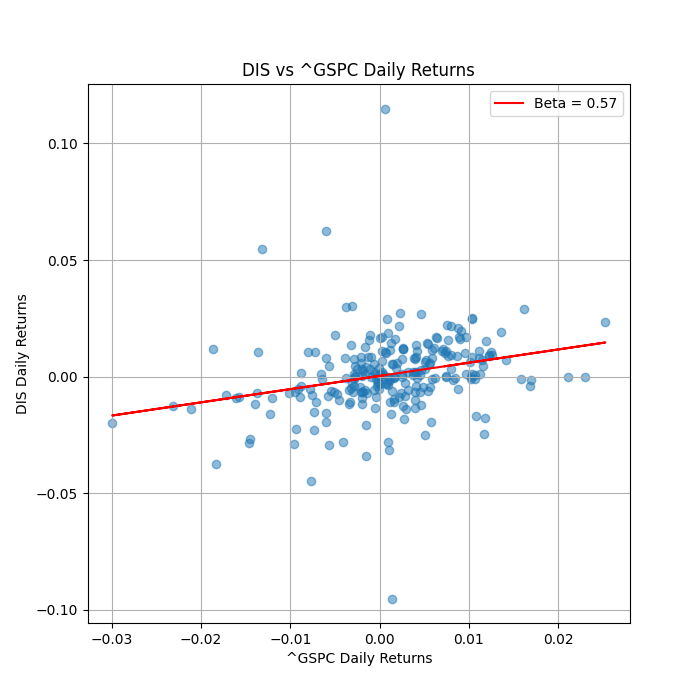 DIS vs ^GSPC Daily Returns
Beta = 0.57
DIS Daily Returns
0.10
0.05
0.00
−0.05
−0.10
−0.03
−0.02
−0.01
0.00
0.01
0.02
^GSPC Daily Returns